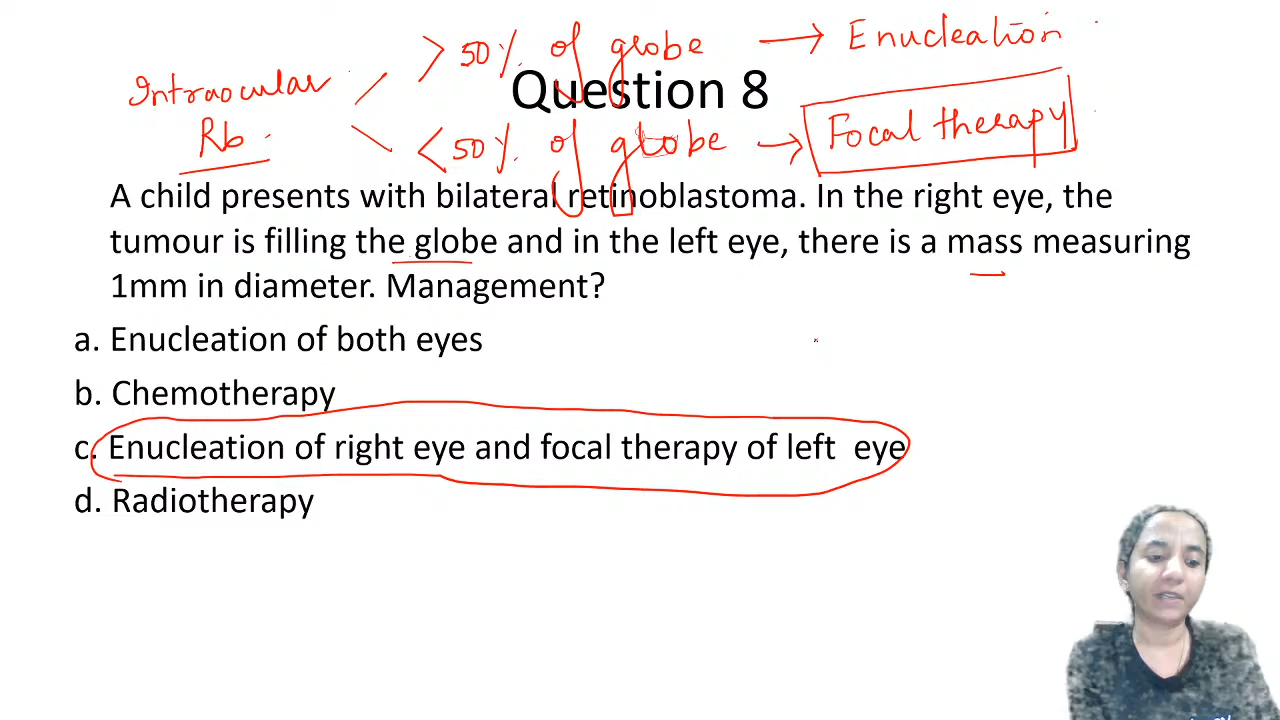 > 50 % of globe → Enucleation
Intraocular
Question 8
Rb
< 50 % of globe → Focal therapy
A child presents with bilateral retinoblastoma. In the right eye, the
tumour is filling the globe and in the left eye, there is a mass measuring
1mm in diameter. Management?
a. Enucleation of both eyes
b. Chemotherapy
c. Enucleation of right eye and focal therapy of left eye
d. Radiotherapy